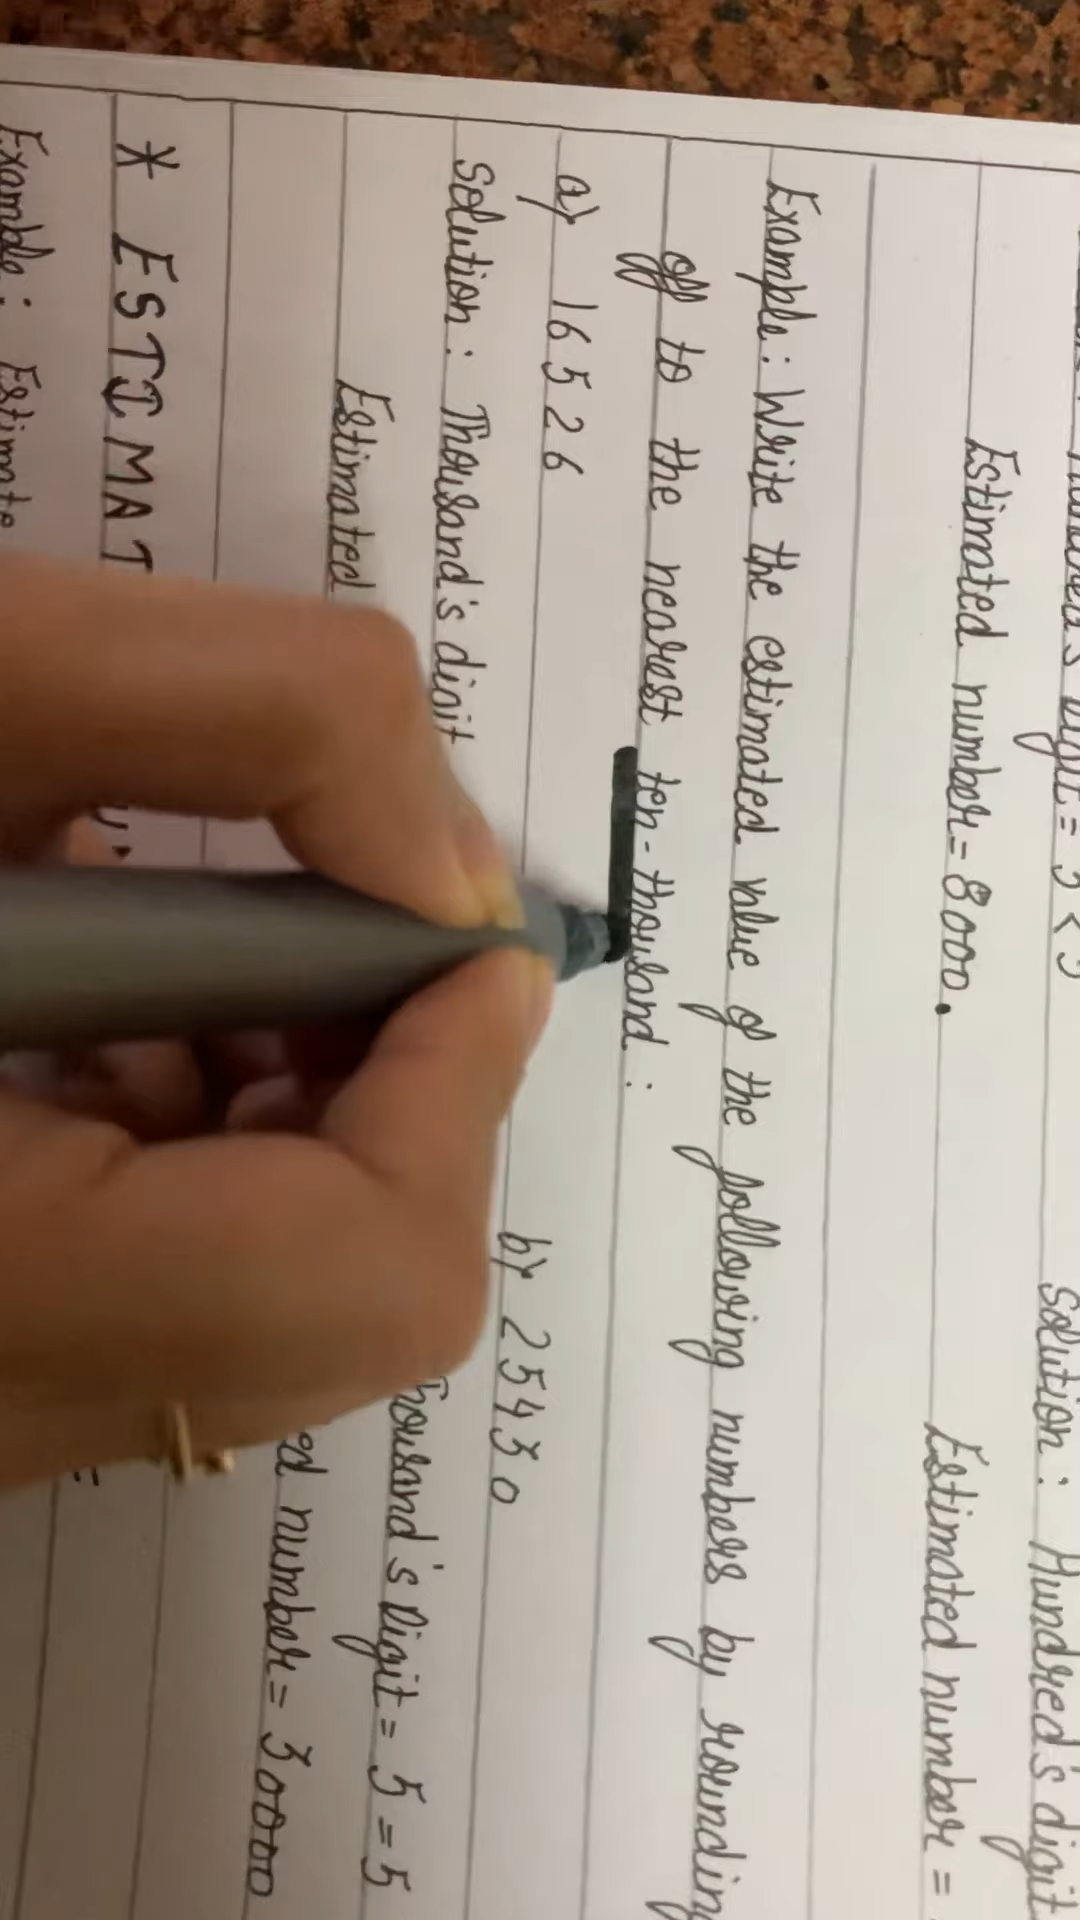 Solution: Hundred's digit
Estimated number = 8000.
Estimated number =
Example: Write the estimated value of the following numbers by rounding
off to the nearest ten-thousand:
a) 16526
b) 25430
Solution: Thousand's digit
Thousand's Digit = 5 = 5
Estimated
number = 30000
* ESTIMAT
Example: Estimate